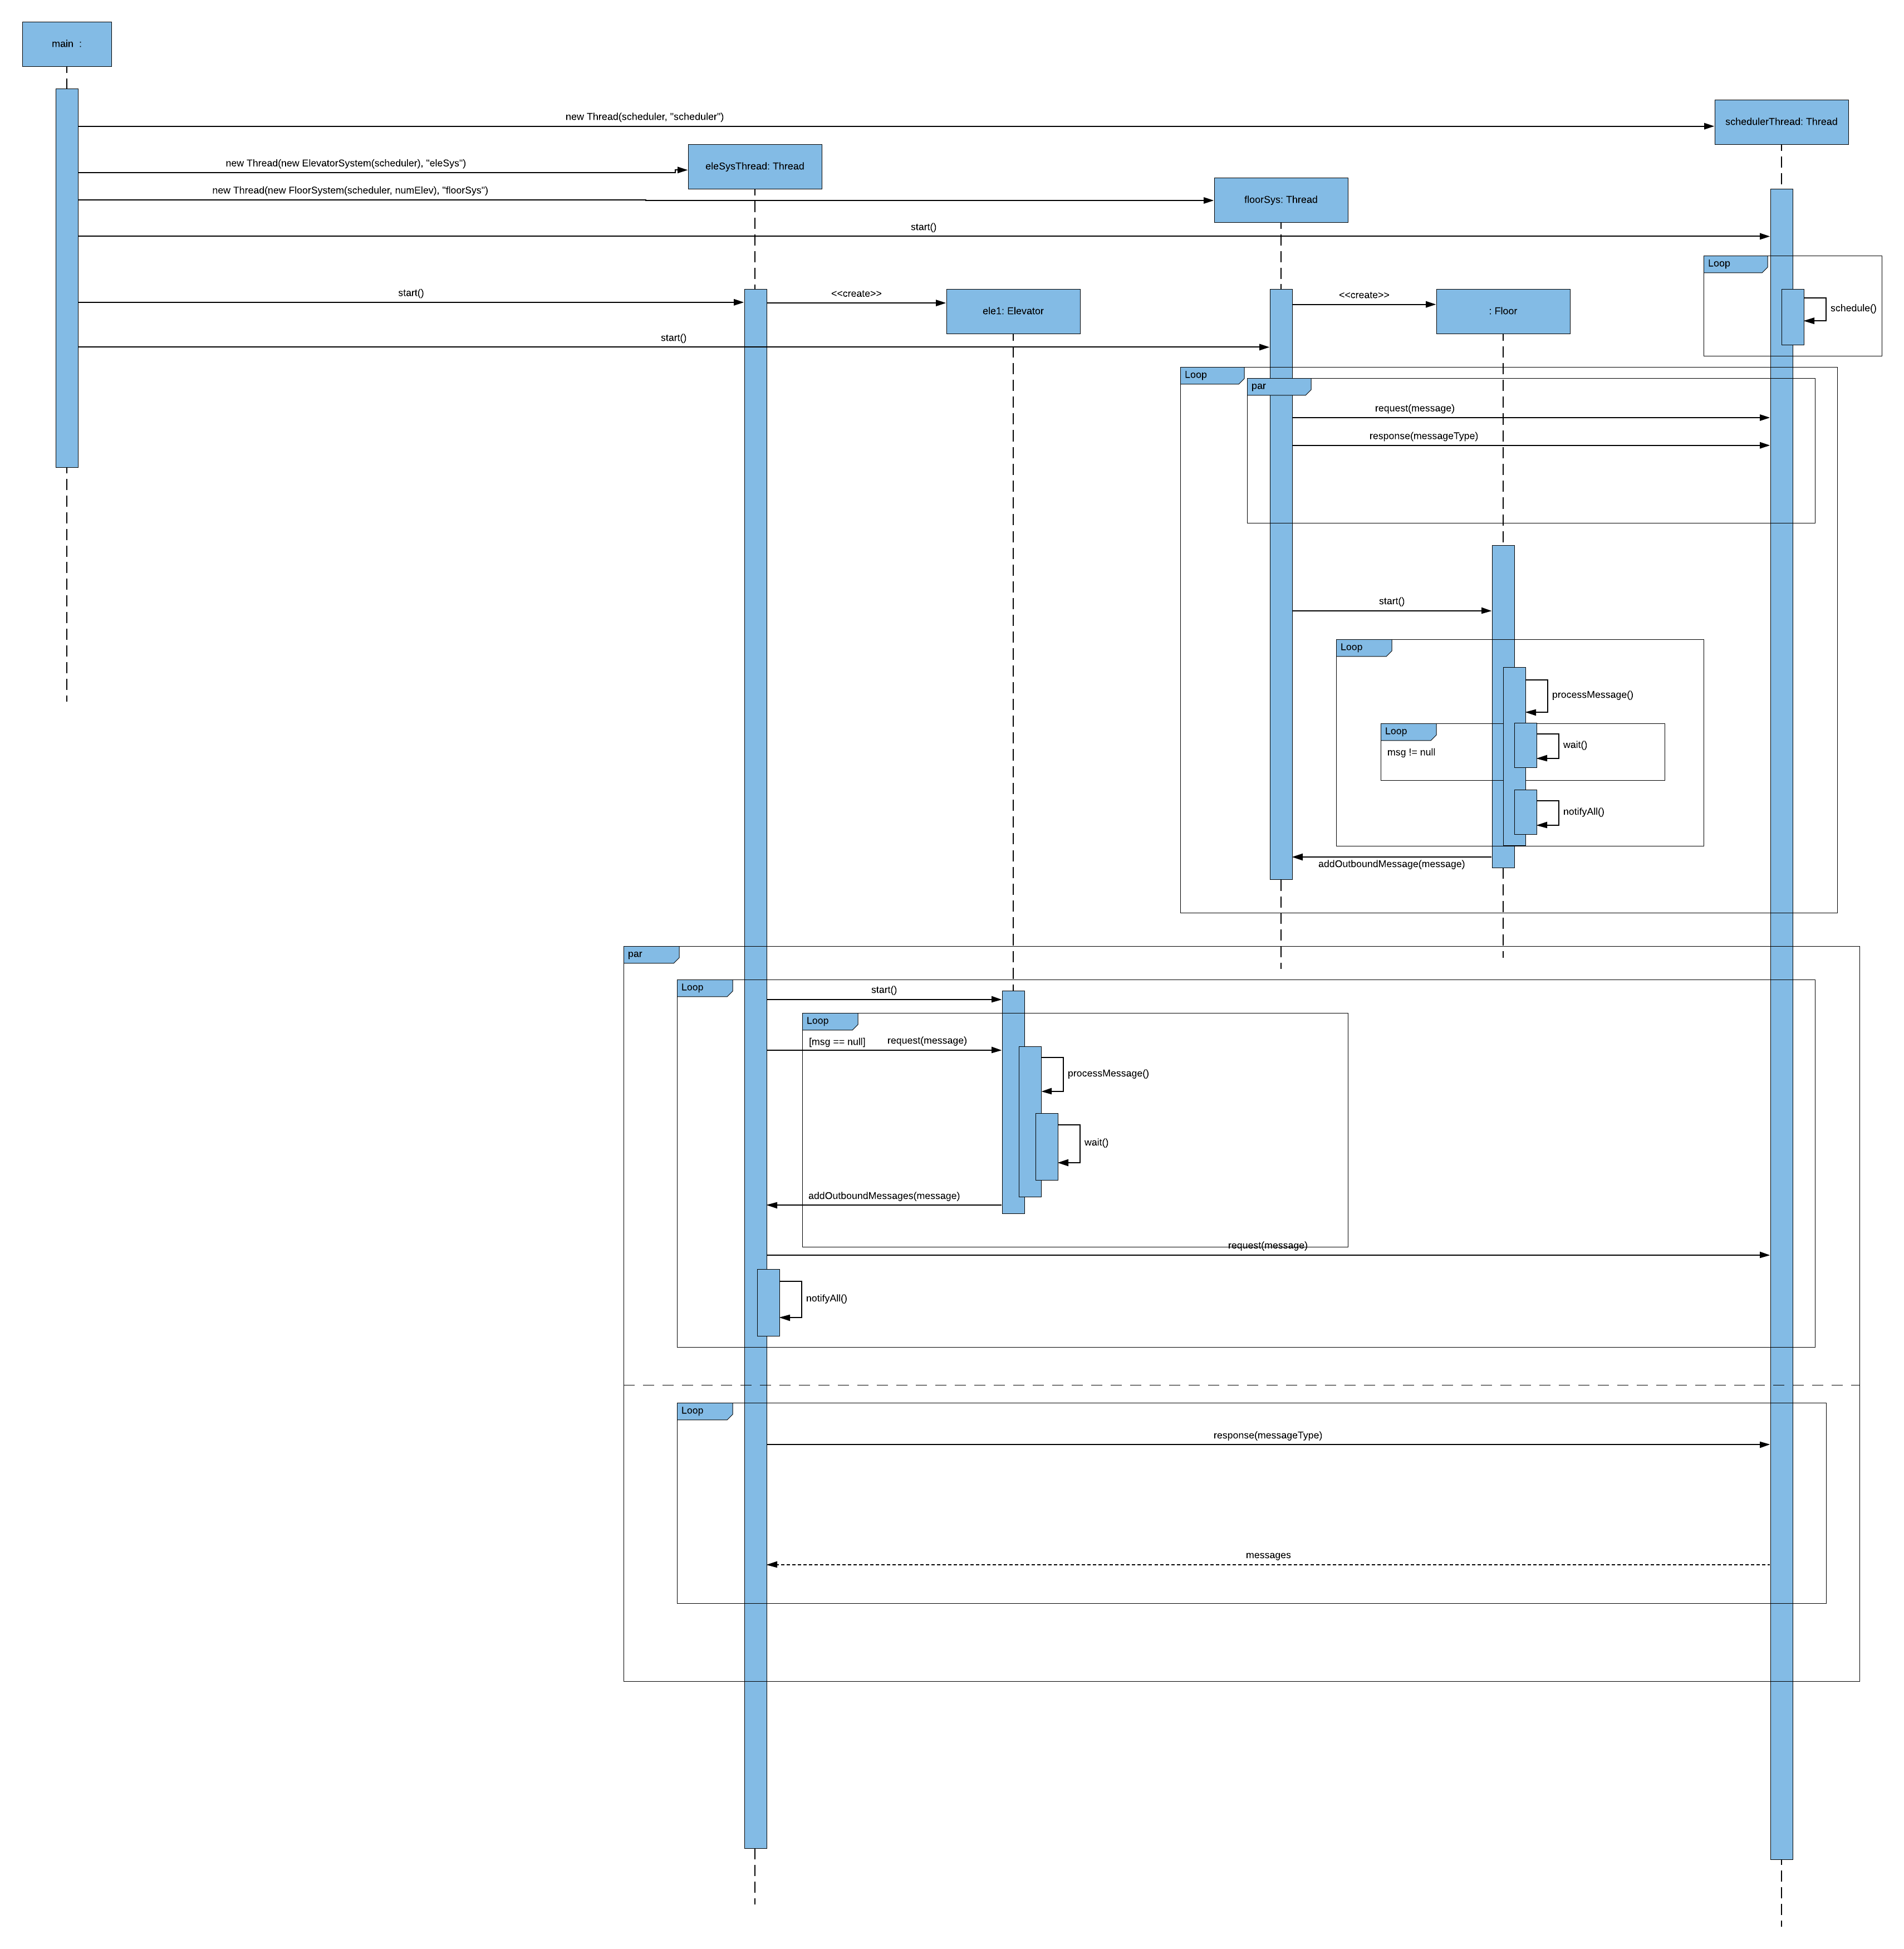 main :
new Thread(scheduler, "scheduler")
schedulerThread: Thread
new Thread(new ElevatorSystem(scheduler), "eleSys")
eleSysThread: Thread
new Thread(new FloorSystem(scheduler, numElev), "floorSys")
floorSys: Thread
start()
Loop
start()
<<create>>
ele1: Elevator
<<create>>
: Floor
schedule()
start()
Loop
par
request(message)
response(messageType)
start()
Loop
processMessage()
Loop
wait()
msg != null
notifyAll()
addOutboundMessage(message)
par
Loop
start()
Loop
[msg == null]
request(message)
processMessage()
wait()
addOutboundMessages(message)
request(message)
notifyAll()
Loop
response(messageType)
messages